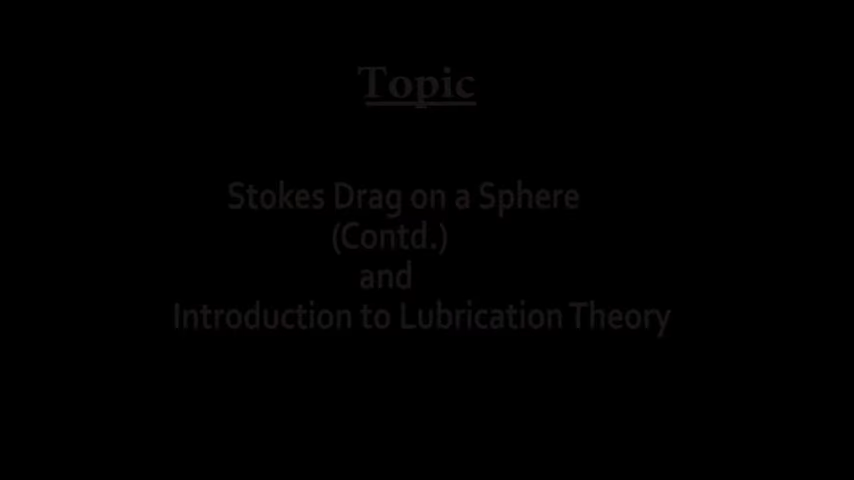 Topic
Stokes Drag on a Sphere
(Contd.)
and
Introduction to Lubrication Theory